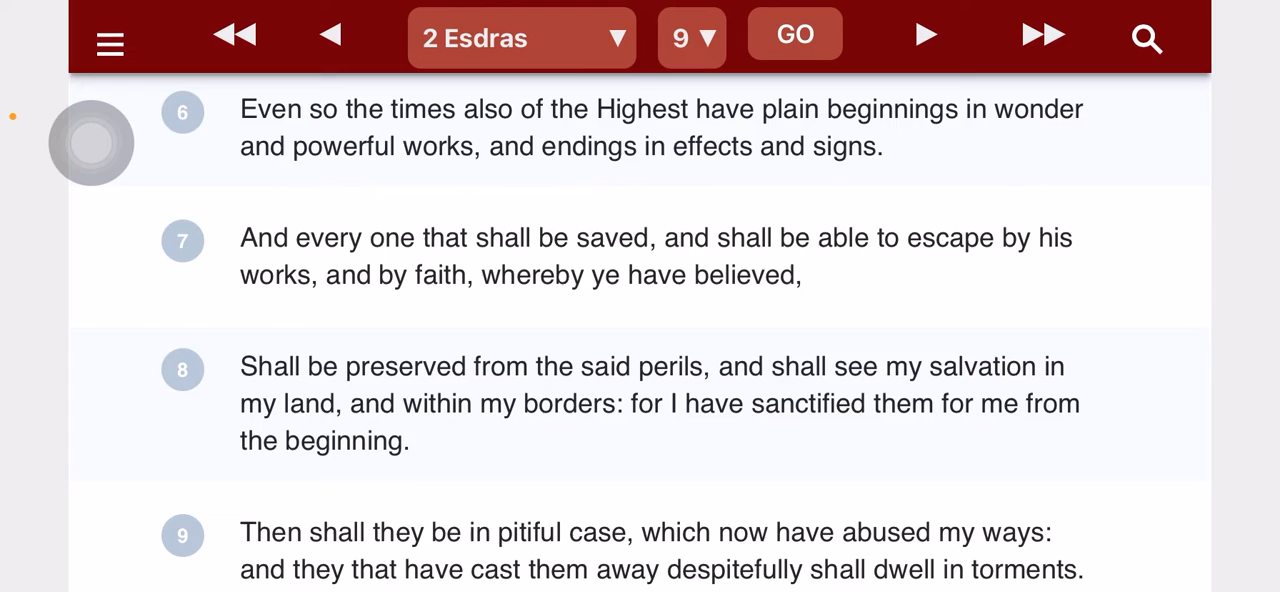 2 Esdras
9
GO
6
Even so the times also of the Highest have plain beginnings in wonder
and powerful works, and endings in effects and signs.
7
And every one that shall be saved, and shall be able to escape by his
works, and by faith, whereby ye have believed,
8
Shall be preserved from the said perils, and shall see my salvation in
my land, and within my borders: for I have sanctified them for me from
the beginning.
9
Then shall they be in pitiful case, which now have abused my ways:
and they that have cast them away despitefully shall dwell in torments.